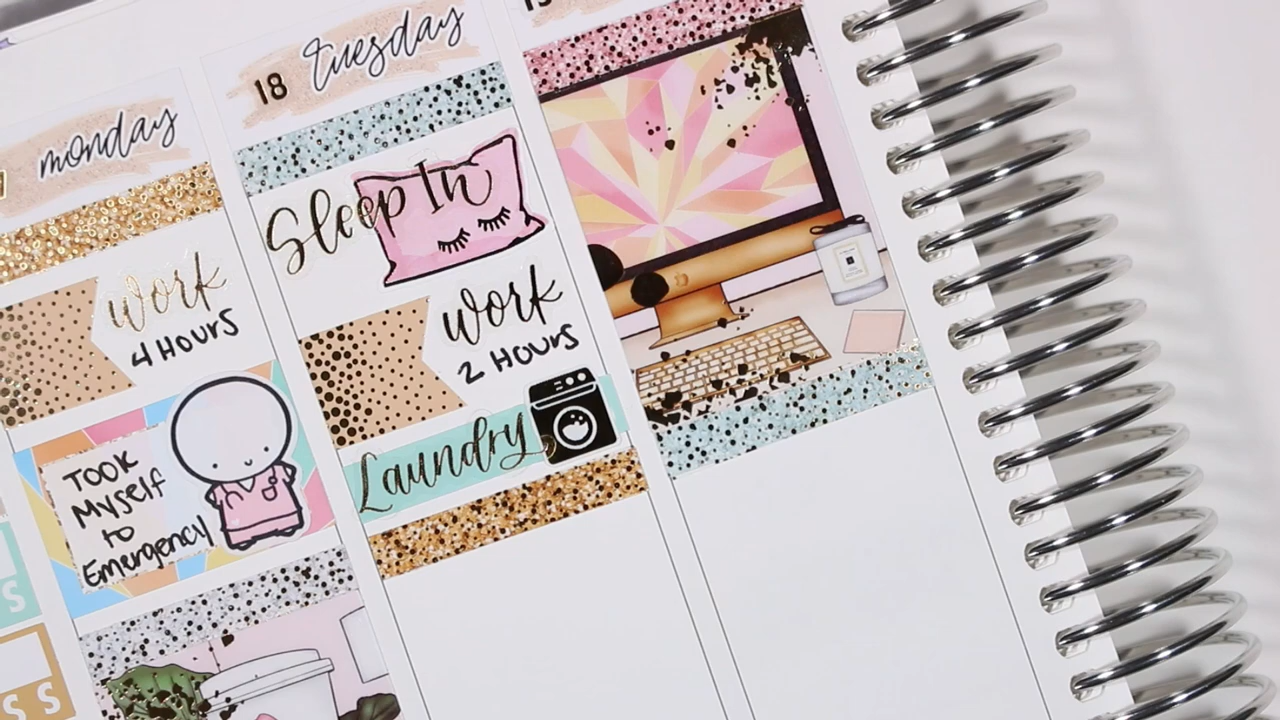 monday
work
4 Hours
TOOK
Myself
to
Emergency
S
S S
18 Tuesday
Sleep In
work
2 Hours
Laundry